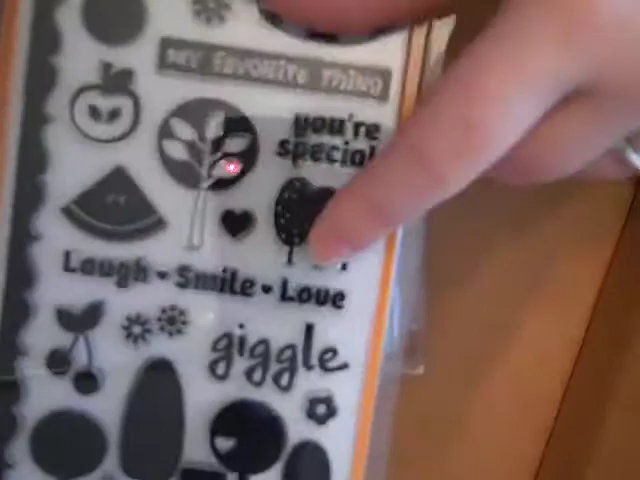 MY FAVORITE THING
you're
special
Laugh • Smile • Love
giggle